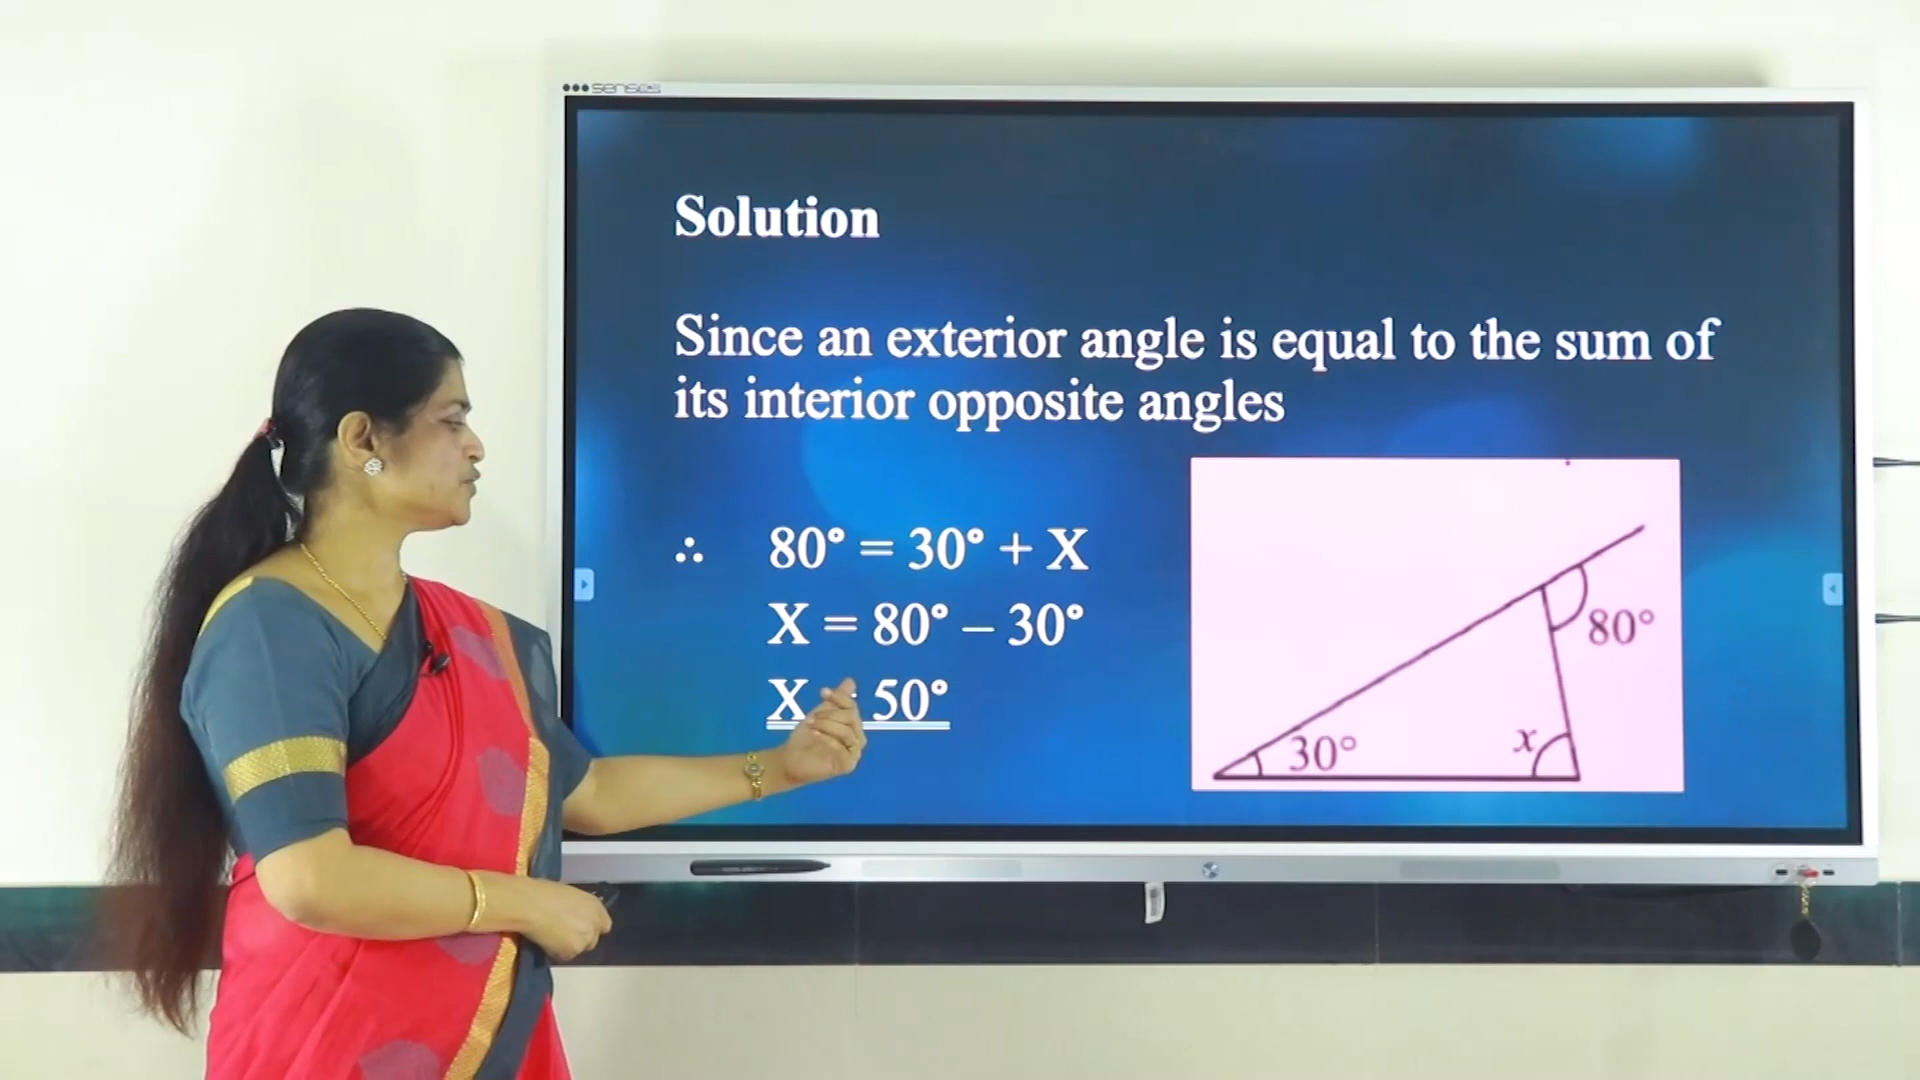 senses
Solution
Since an exterior angle is equal to the sum of
its interior opposite angles
∴ 80° = 30° + X
X = 80° – 30°
X = 50°
80°
30°
x